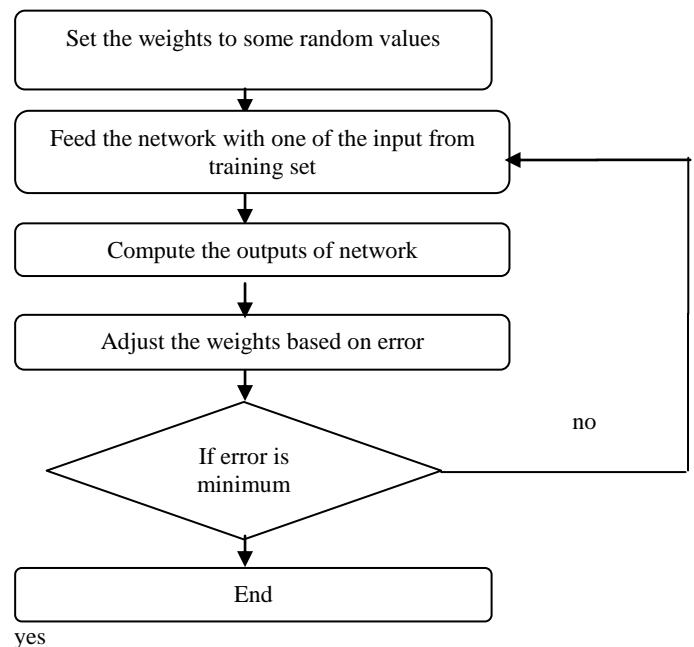 Set the weights to some random values
Feed the network with one of the input from
training set
Compute the outputs of network
Adjust the weights based on error
no
If error is
minimum
End
yes